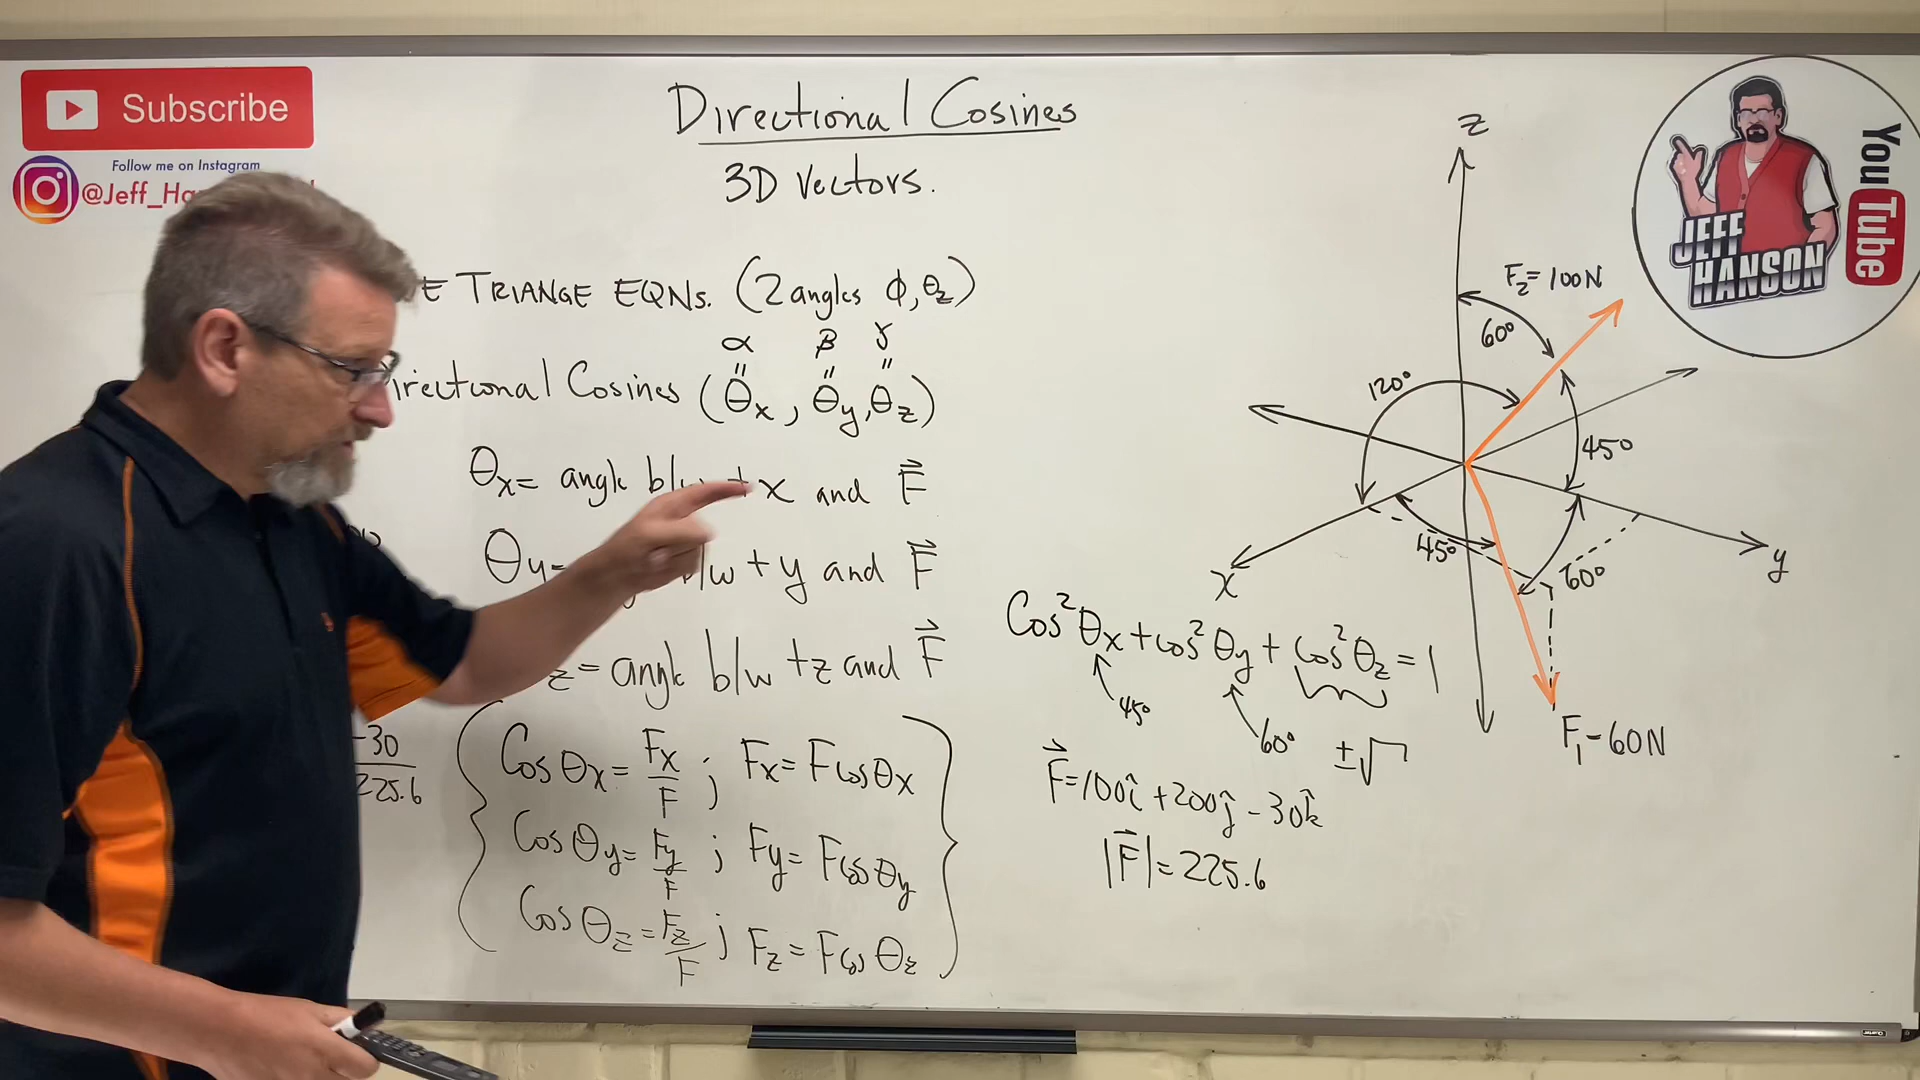 Subscribe
Follow me on Instagram
@Jeff_Ha
Directional Cosines
3D Vectors.
E TRIANGE EQNS. (2 angles ϕ, θz)
α β γ
" " "
irectional Cosines (θx, θy, θz)
θx = angle b/w +x and F⃗
θy = b/w +y and F⃗
z = angle b/w +z and F⃗
-30
225.6
Cos θx = Fx/F ; Fx = F cos θx
Cos θy = Fy/F ; Fy = F cos θy
Cos θz = Fz/F ; Fz = F cos θz
Cos²θx + cos²θy + cos²θz = 1
45°
60°
±√
F⃗ = 100î + 200ĵ - 30k̂
|F⃗| = 225.6
z
F2 = 100N
60°
120°
45°
45°
60°
x
y
F1 - 60N
JEFF
HANSON
YouTube